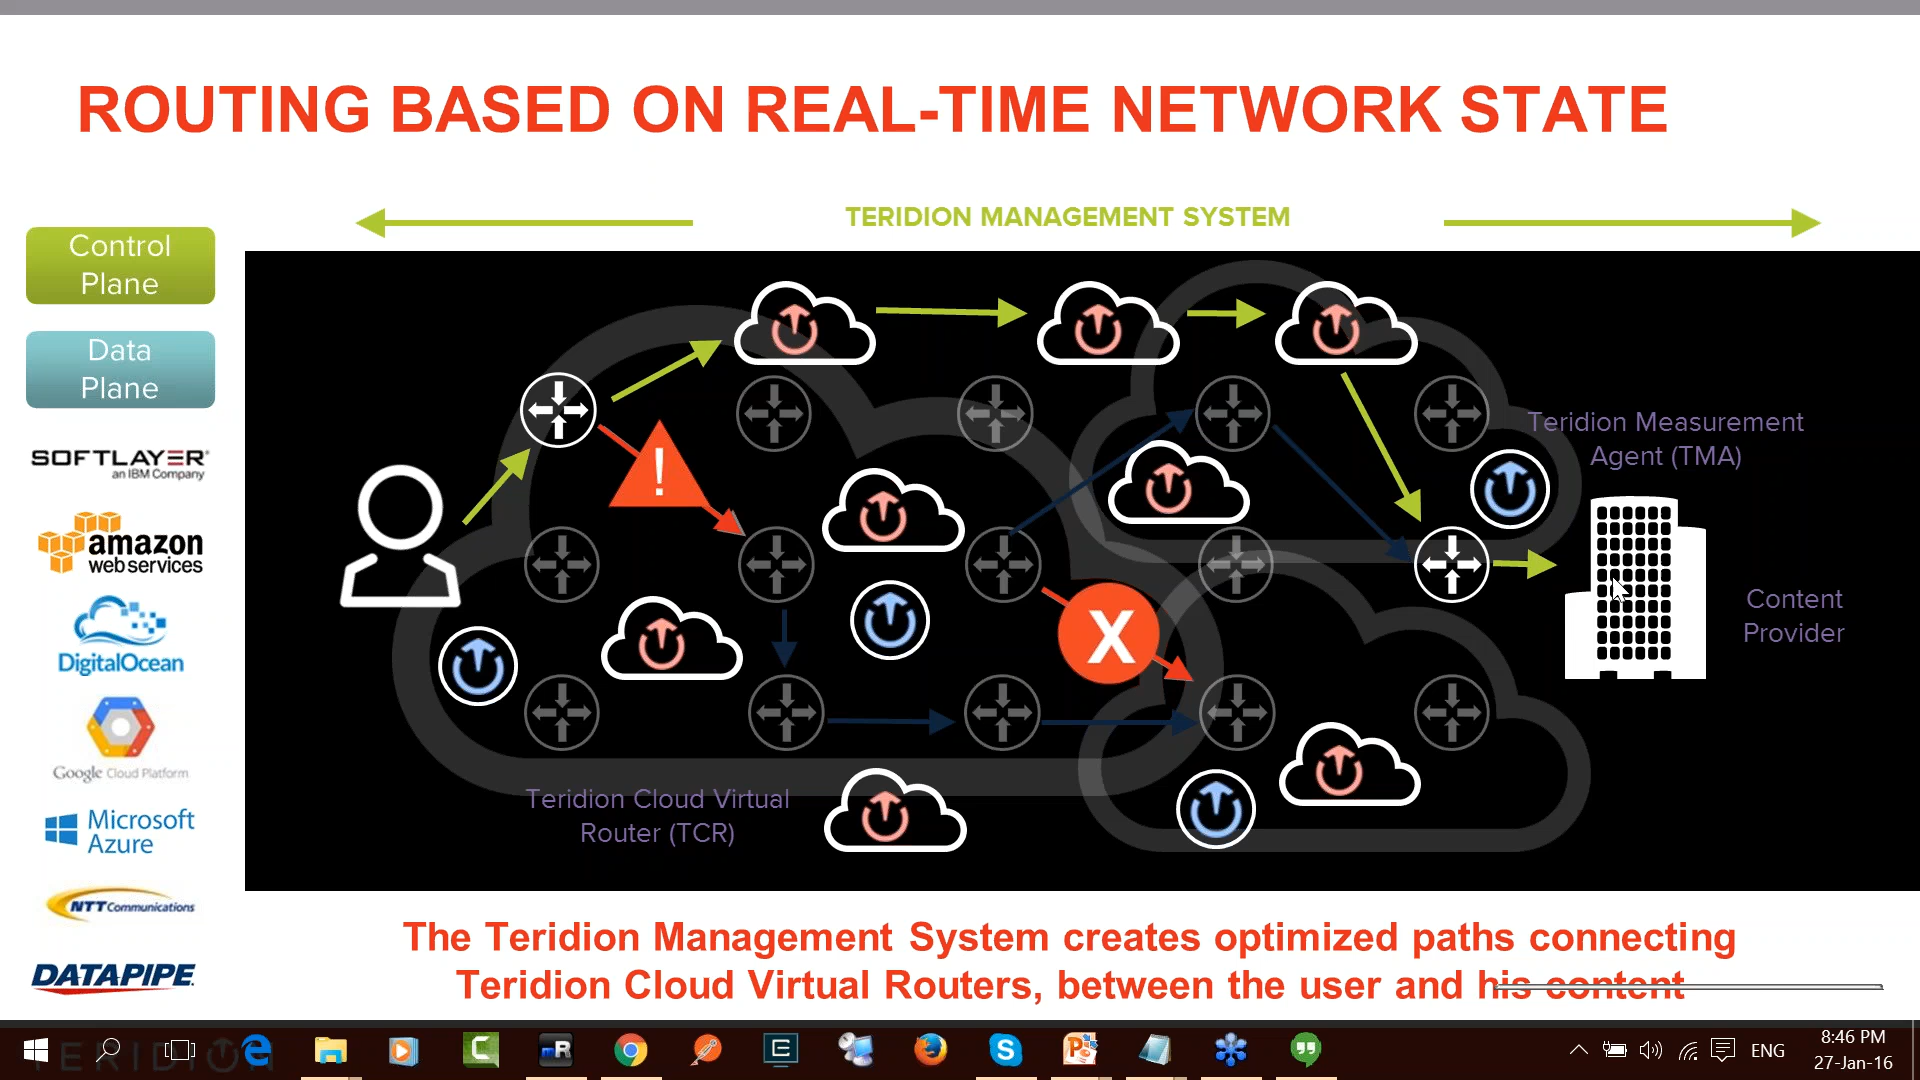 ROUTING BASED ON REAL-TIME NETWORK STATE
TERIDION MANAGEMENT SYSTEM
Control
Plane
Data
Plane
SOFTLAYER
an IBM Company
amazon
web services
DigitalOcean
Google Cloud Platform
Microsoft
Azure
NTT Communications
DATAPIPE
!
X
Teridion Measurement
Agent (TMA)
Content
Provider
Teridion Cloud Virtual
Router (TCR)
The Teridion Management System creates optimized paths connecting
Teridion Cloud Virtual Routers, between the user and his content
TERIDION
ENG
8:46 PM
27-Jan-16